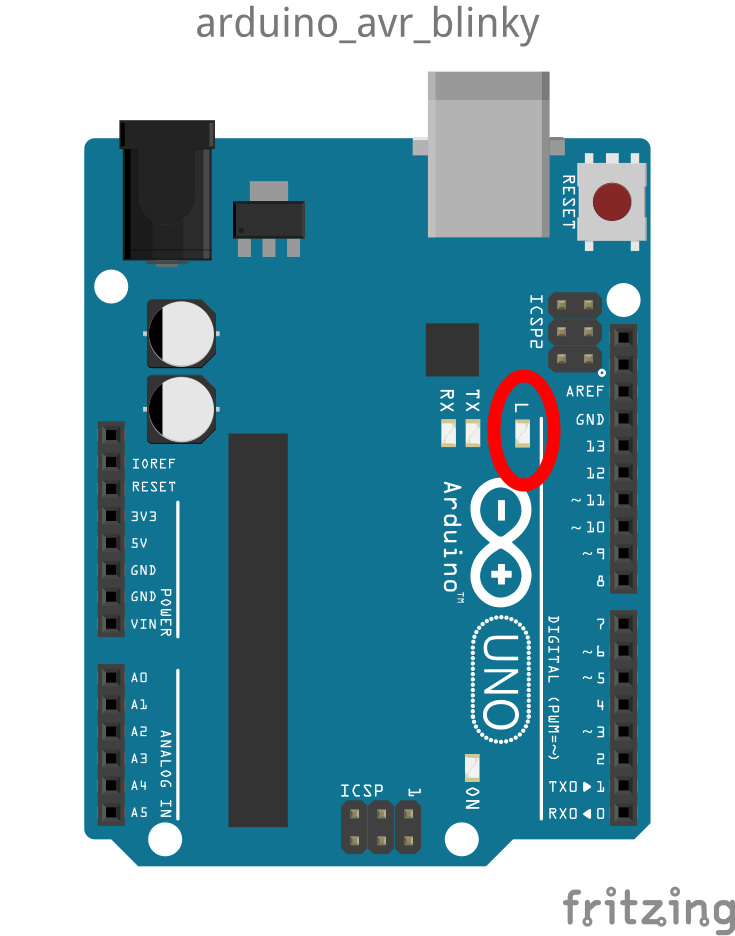 arduino_avr_blinky
RESET
ICSP2
AREF
GND
13
12
~11
~10
~9
8
L
TX
RX
Arduino™
UNO
IOREF
RESET
3V3
5V
GND
GND
VIN
POWER
A0
A1
A2
A3
A4
A5
ANALOG IN
DIGITAL (PWM=~)
7
~6
~5
4
~3
2
TX0▶1
RX0◀0
ON
ICSP
1
fritzing